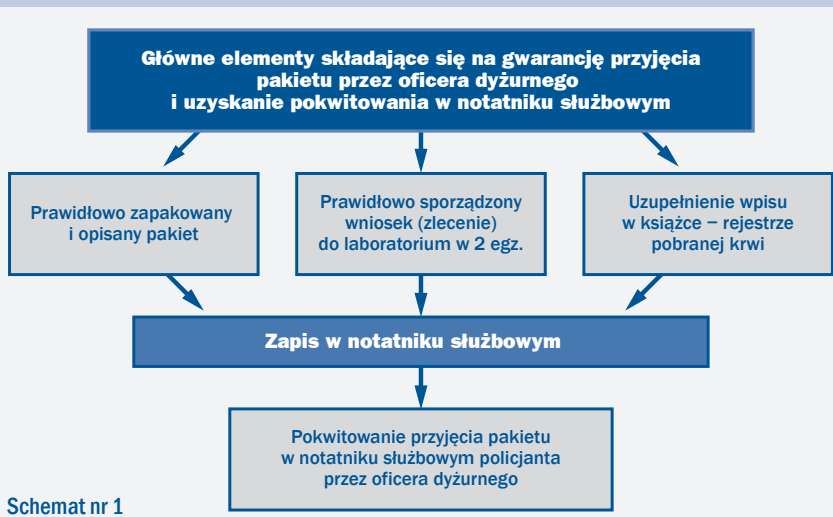 Główne elementy składające się na gwarancję przyjęcia
pakietu przez oficera dyżurnego
i uzyskanie pokwitowania w notatniku służbowym
Prawidłowo zapakowany
i opisany pakiet
Prawidłowo sporządzony
wniosek (zlecenie)
do laboratorium w 2 egz.
Uzupełnienie wpisu
w książce – rejestrze
pobranej krwi
Zapis w notatniku służbowym
Pokwitowanie przyjęcia pakietu
w notatniku służbowym policjanta
przez oficera dyżurnego
Schemat nr 1